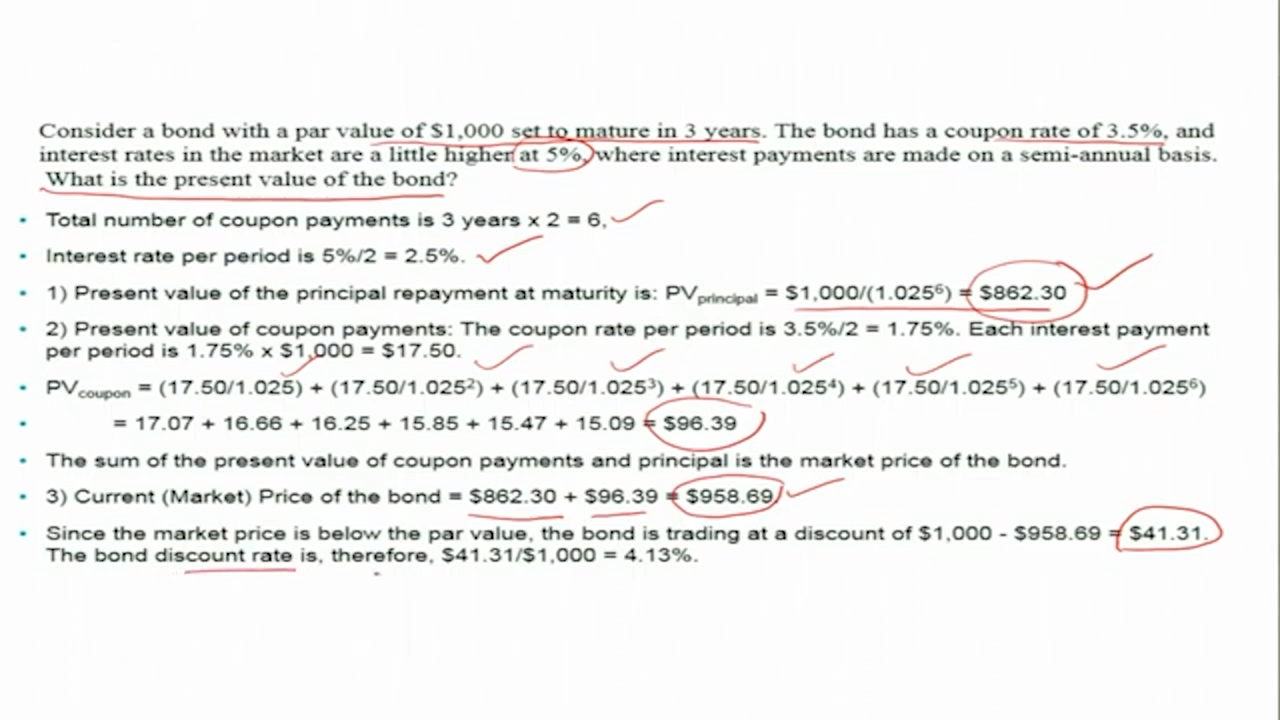 Consider a bond with a par value of $1,000 set to mature in 3 years. The bond has a coupon rate of 3.5%, and
interest rates in the market are a little higher at 5%, where interest payments are made on a semi-annual basis.
What is the present value of the bond?
• Total number of coupon payments is 3 years x 2 = 6,
• Interest rate per period is 5%/2 = 2.5%.
• 1) Present value of the principal repayment at maturity is: PVprincipal = $1,000/(1.025⁶) = $862.30
• 2) Present value of coupon payments: The coupon rate per period is 3.5%/2 = 1.75%. Each interest payment
per period is 1.75% x $1,000 = $17.50.
• PVcoupon = (17.50/1.025) + (17.50/1.025²) + (17.50/1.025³) + (17.50/1.025⁴) + (17.50/1.025⁵) + (17.50/1.025⁶)
• = 17.07 + 16.66 + 16.25 + 15.85 + 15.47 + 15.09 = $96.39
• The sum of the present value of coupon payments and principal is the market price of the bond.
• 3) Current (Market) Price of the bond = $862.30 + $96.39 = $958.69
• Since the market price is below the par value, the bond is trading at a discount of $1,000 - $958.69 = $41.31.
The bond discount rate is, therefore, $41.31/$1,000 = 4.13%.